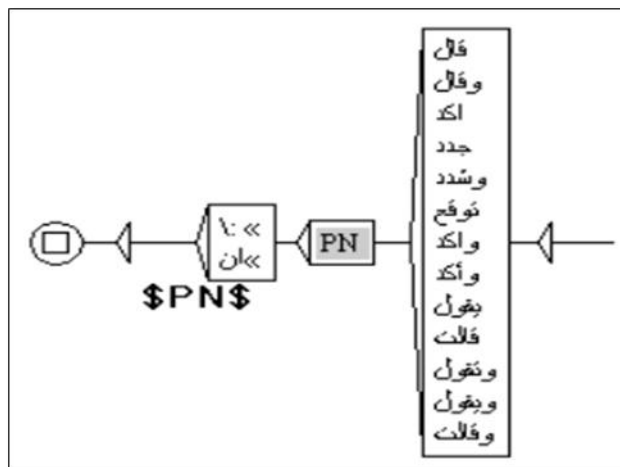 قال
وقال
اكد
جدد
وشدد
توقع
واكد
وأكد
يقول
قالت
وتقول
ويقول
وقالت
PN
\: «
»ان
$PN$